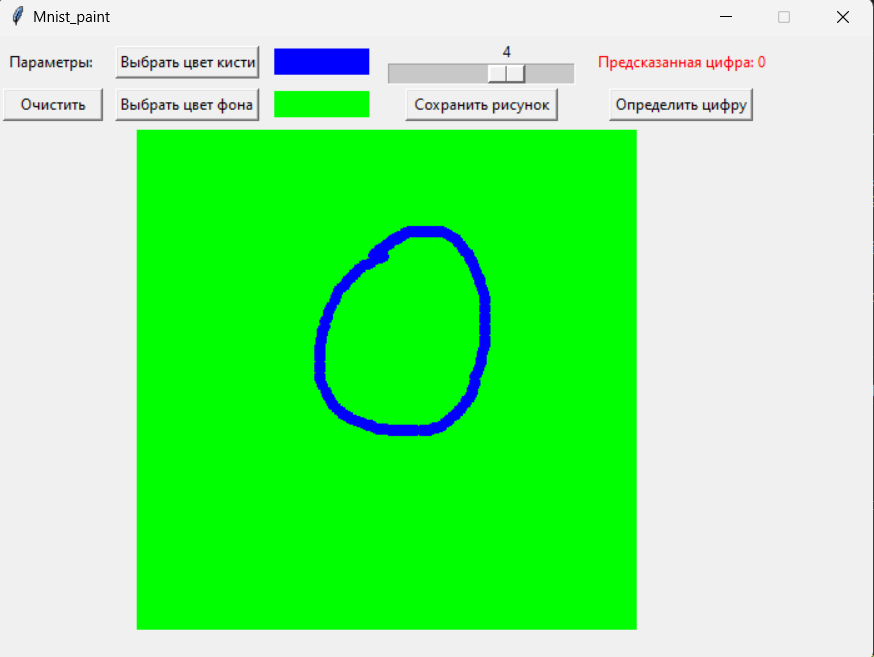 Mnist_paint
Параметры: Выбрать цвет кисти 4 Предсказанная цифра: 0
Очистить Выбрать цвет фона Сохранить рисунок Определить цифру